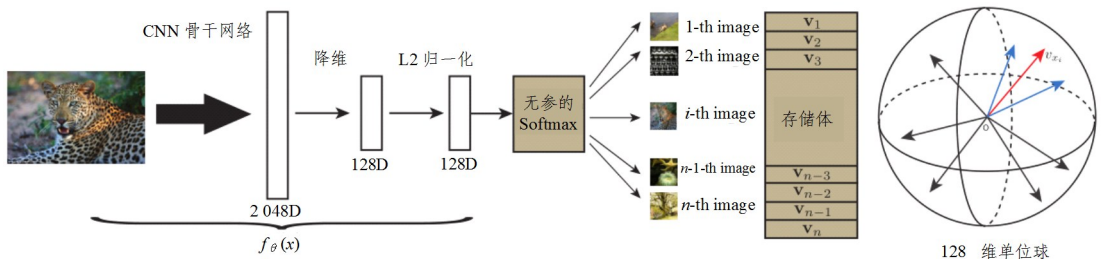 CNN 骨干网络
降维
L2 归一化
128D
128D
2 048D
fθ(x)
无参的
Softmax
1-th image
2-th image
i-th image
n-1-th image
n-th image
v1
v2
v3
存储体
vn−3
vn−2
vn−1
vn
vxi
o
128 维单位球